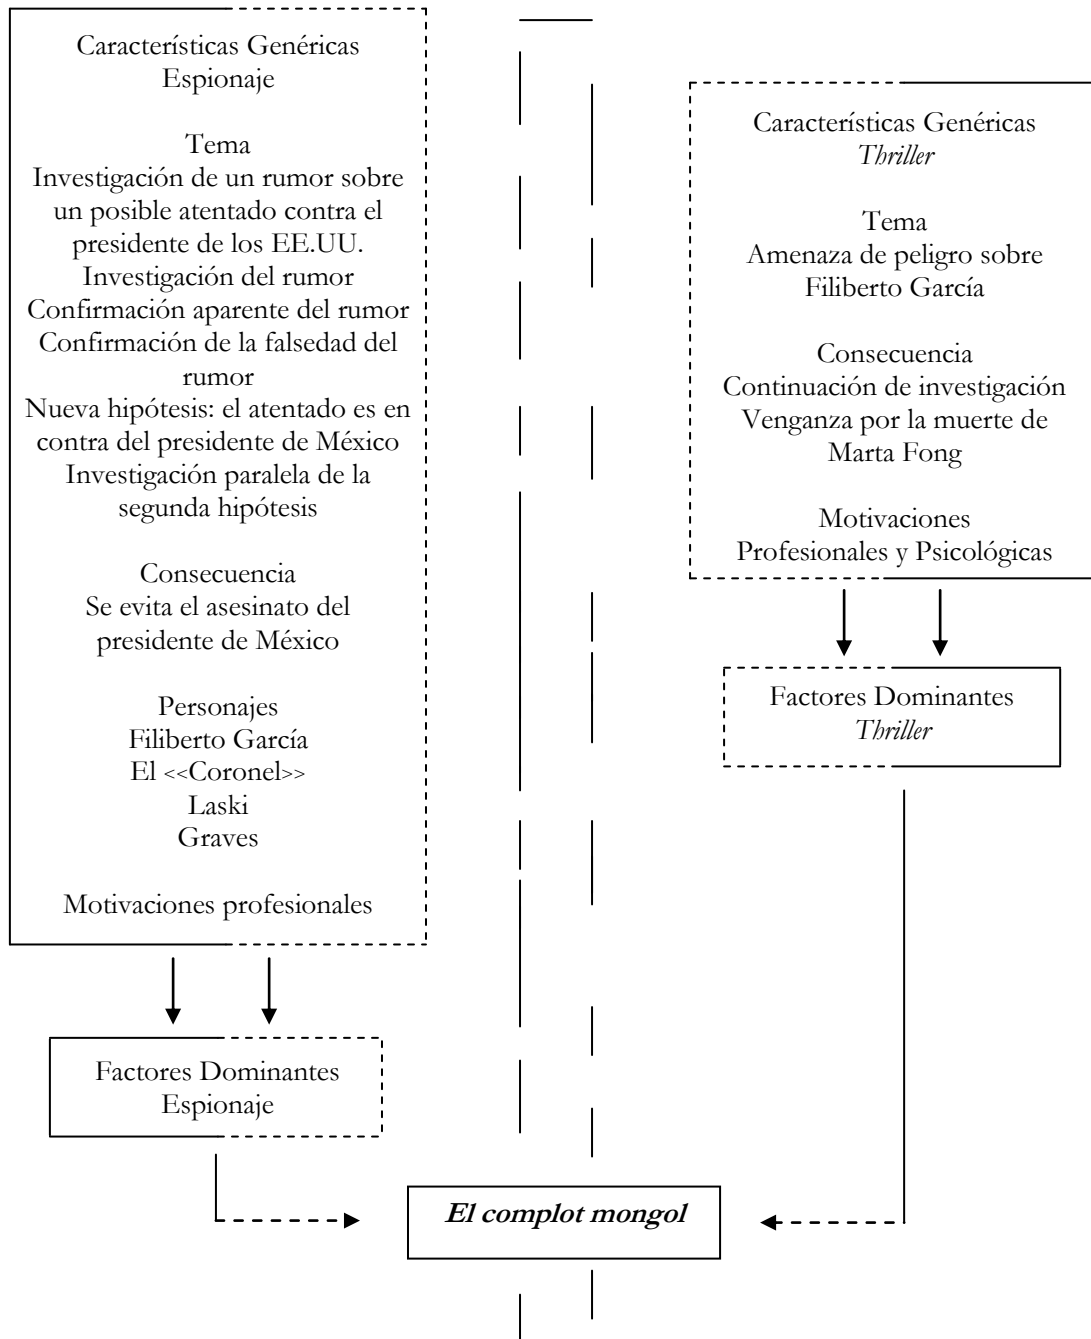 Características Genéricas
Espionaje
Tema
Investigación de un rumor sobre
un posible atentado contra el
presidente de los EE.UU.
Investigación del rumor
Confirmación aparente del rumor
Confirmación de la falsedad del
rumor
Nueva hipótesis: el atentado es en
contra del presidente de México
Investigación paralela de la
segunda hipótesis
Consecuencia
Se evita el asesinato del
presidente de México
Personajes
Filiberto García
El <<Coronel>>
Laski
Graves
Motivaciones profesionales
Factores Dominantes
Espionaje
Características Genéricas
Thriller
Tema
Amenaza de peligro sobre
Filiberto García
Consecuencia
Continuación de investigación
Venganza por la muerte de
Marta Fong
Motivaciones
Profesionales y Psicológicas
Factores Dominantes
Thriller
El complot mongol